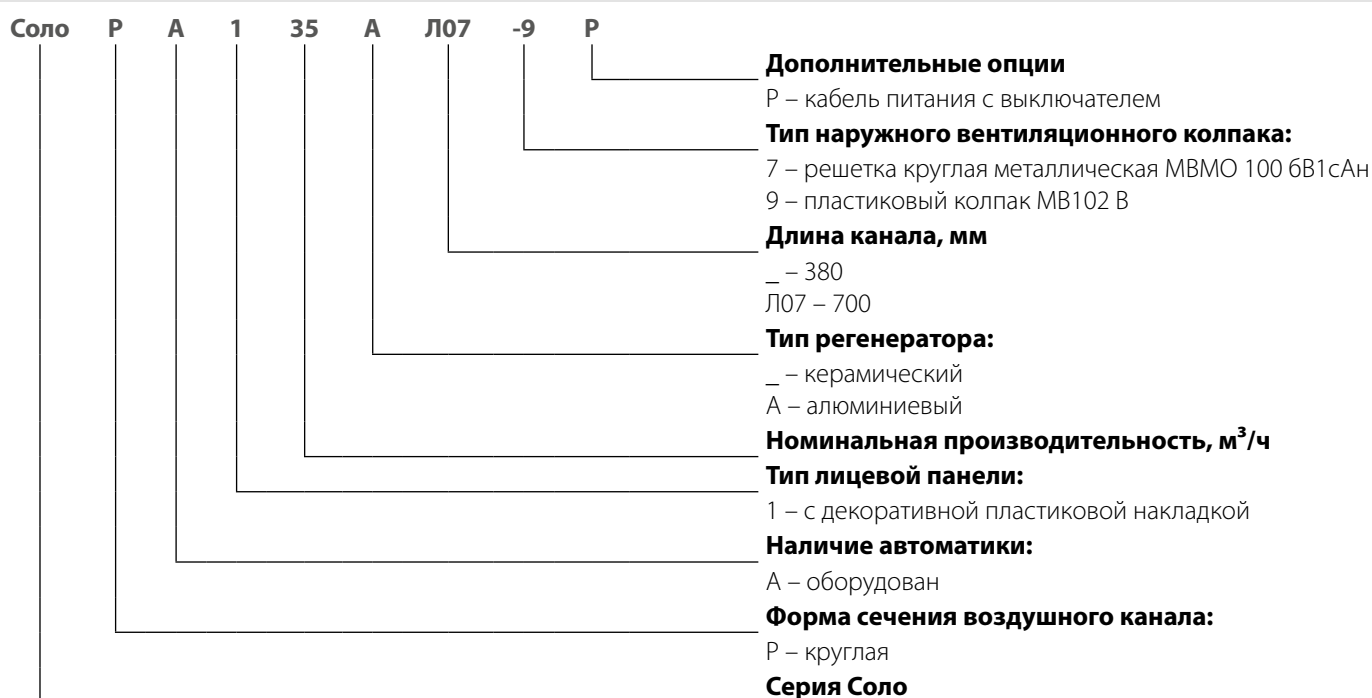 Соло Р А 1 35 А Л07 -9 Р
Дополнительные опции
Р – кабель питания с выключателем
Тип наружного вентиляционного колпака:
7 – решетка круглая металлическая МВМО 100 бВ1сАн
9 – пластиковый колпак МВ102 В
Длина канала, мм
_ – 380
Л07 – 700
Тип регенератора:
_ – керамический
А – алюминиевый
Номинальная производительность, м³/ч
Тип лицевой панели:
1 – с декоративной пластиковой накладкой
Наличие автоматики:
А – оборудован
Форма сечения воздушного канала:
Р – круглая
Серия Соло